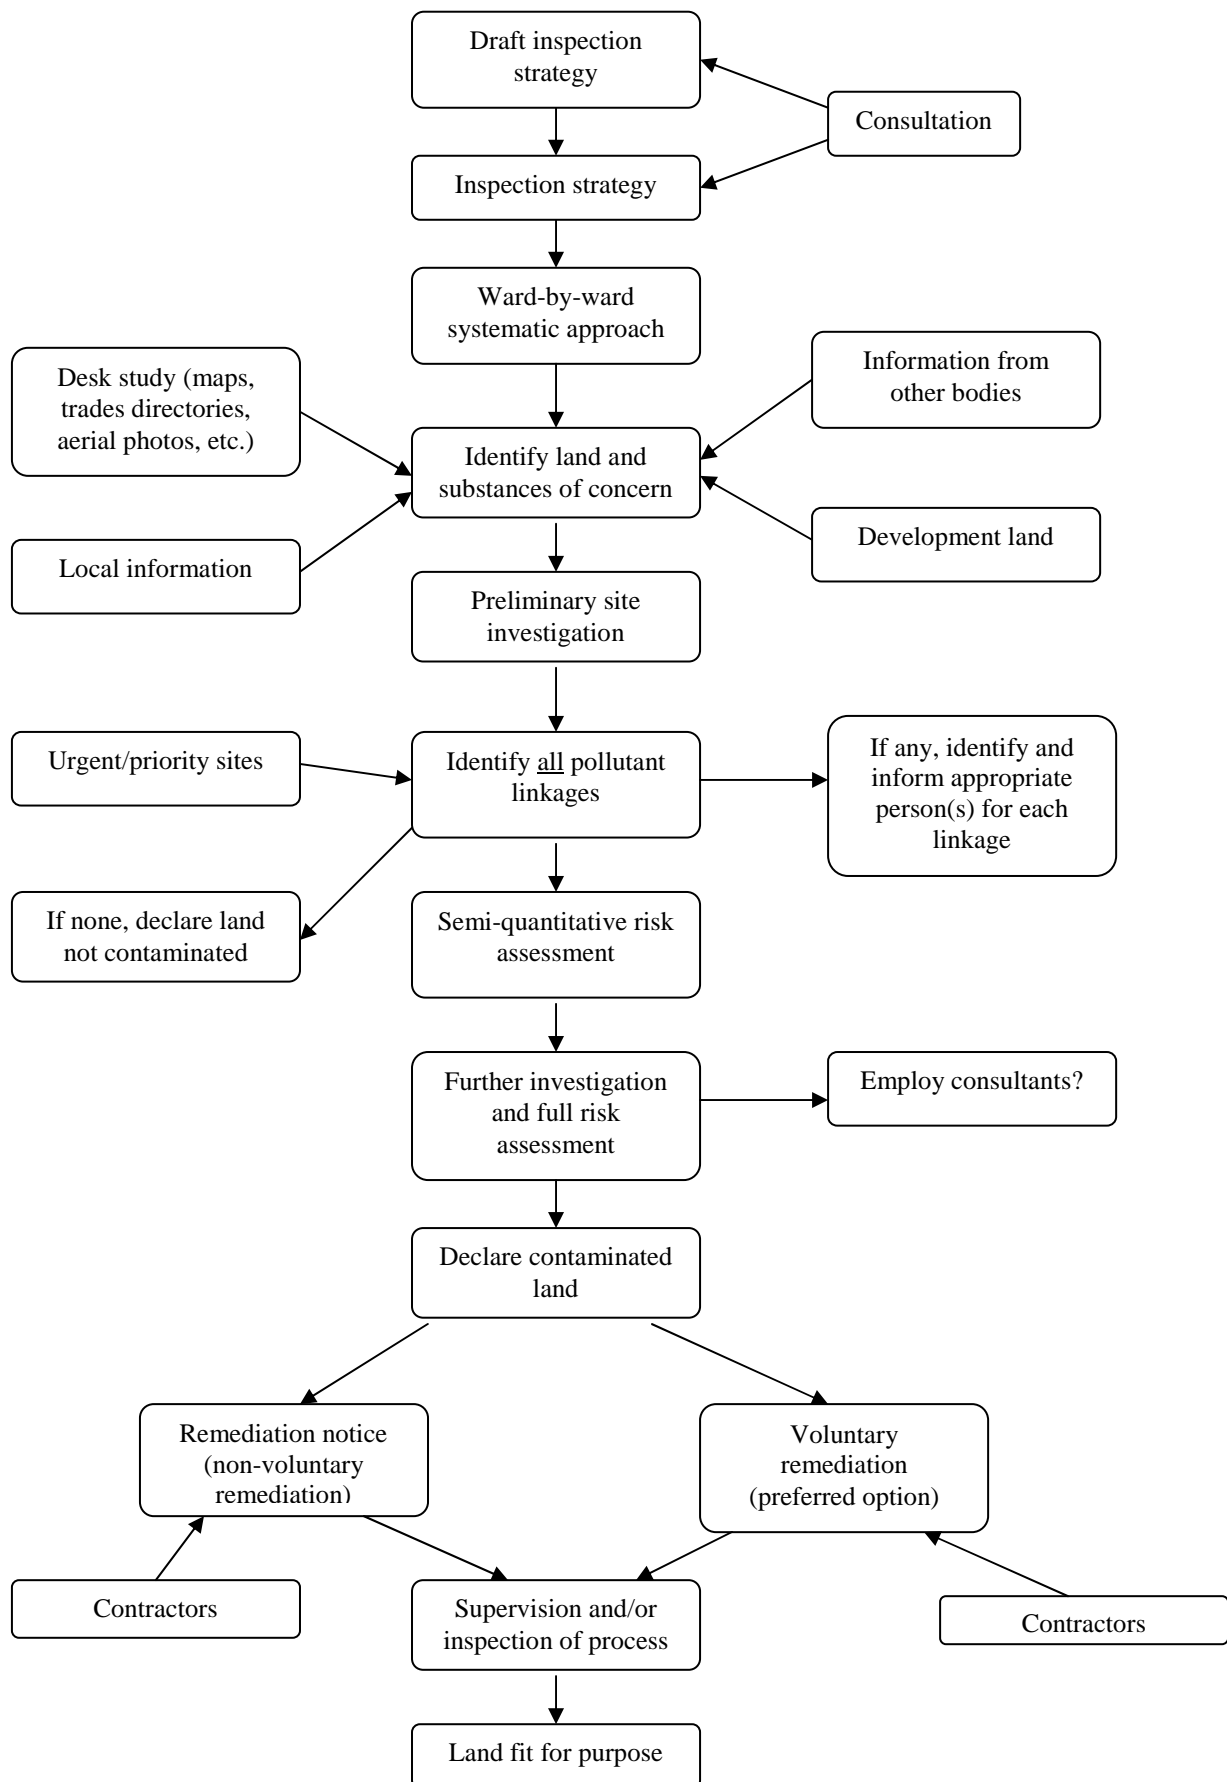 Draft inspection
strategy
Consultation
Inspection strategy
Ward-by-ward
systematic approach
Desk study (maps,
trades directories,
aerial photos, etc.)
Information from
other bodies
Identify land and
substances of concern
Local information
Development land
Preliminary site
investigation
Urgent/priority sites
Identify all pollutant
linkages
If any, identify and
inform appropriate
person(s) for each
linkage
If none, declare land
not contaminated
Semi-quantitative risk
assessment
Further investigation
and full risk
assessment
Employ consultants?
Declare contaminated
land
Remediation notice
(non-voluntary
remediation)
Voluntary
remediation
(preferred option)
Contractors
Supervision and/or
inspection of process
Contractors
Land fit for purpose